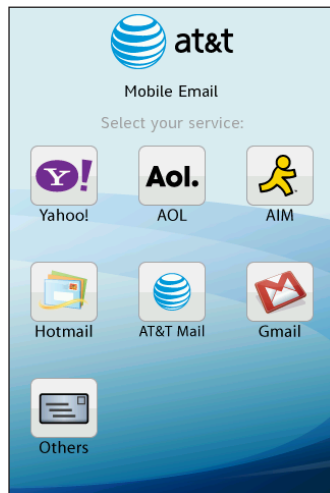 at&t
Mobile Email
Select your service:
Y!
Aol.
Yahoo!
AOL
AIM
Hotmail
AT&T Mail
Gmail
Others